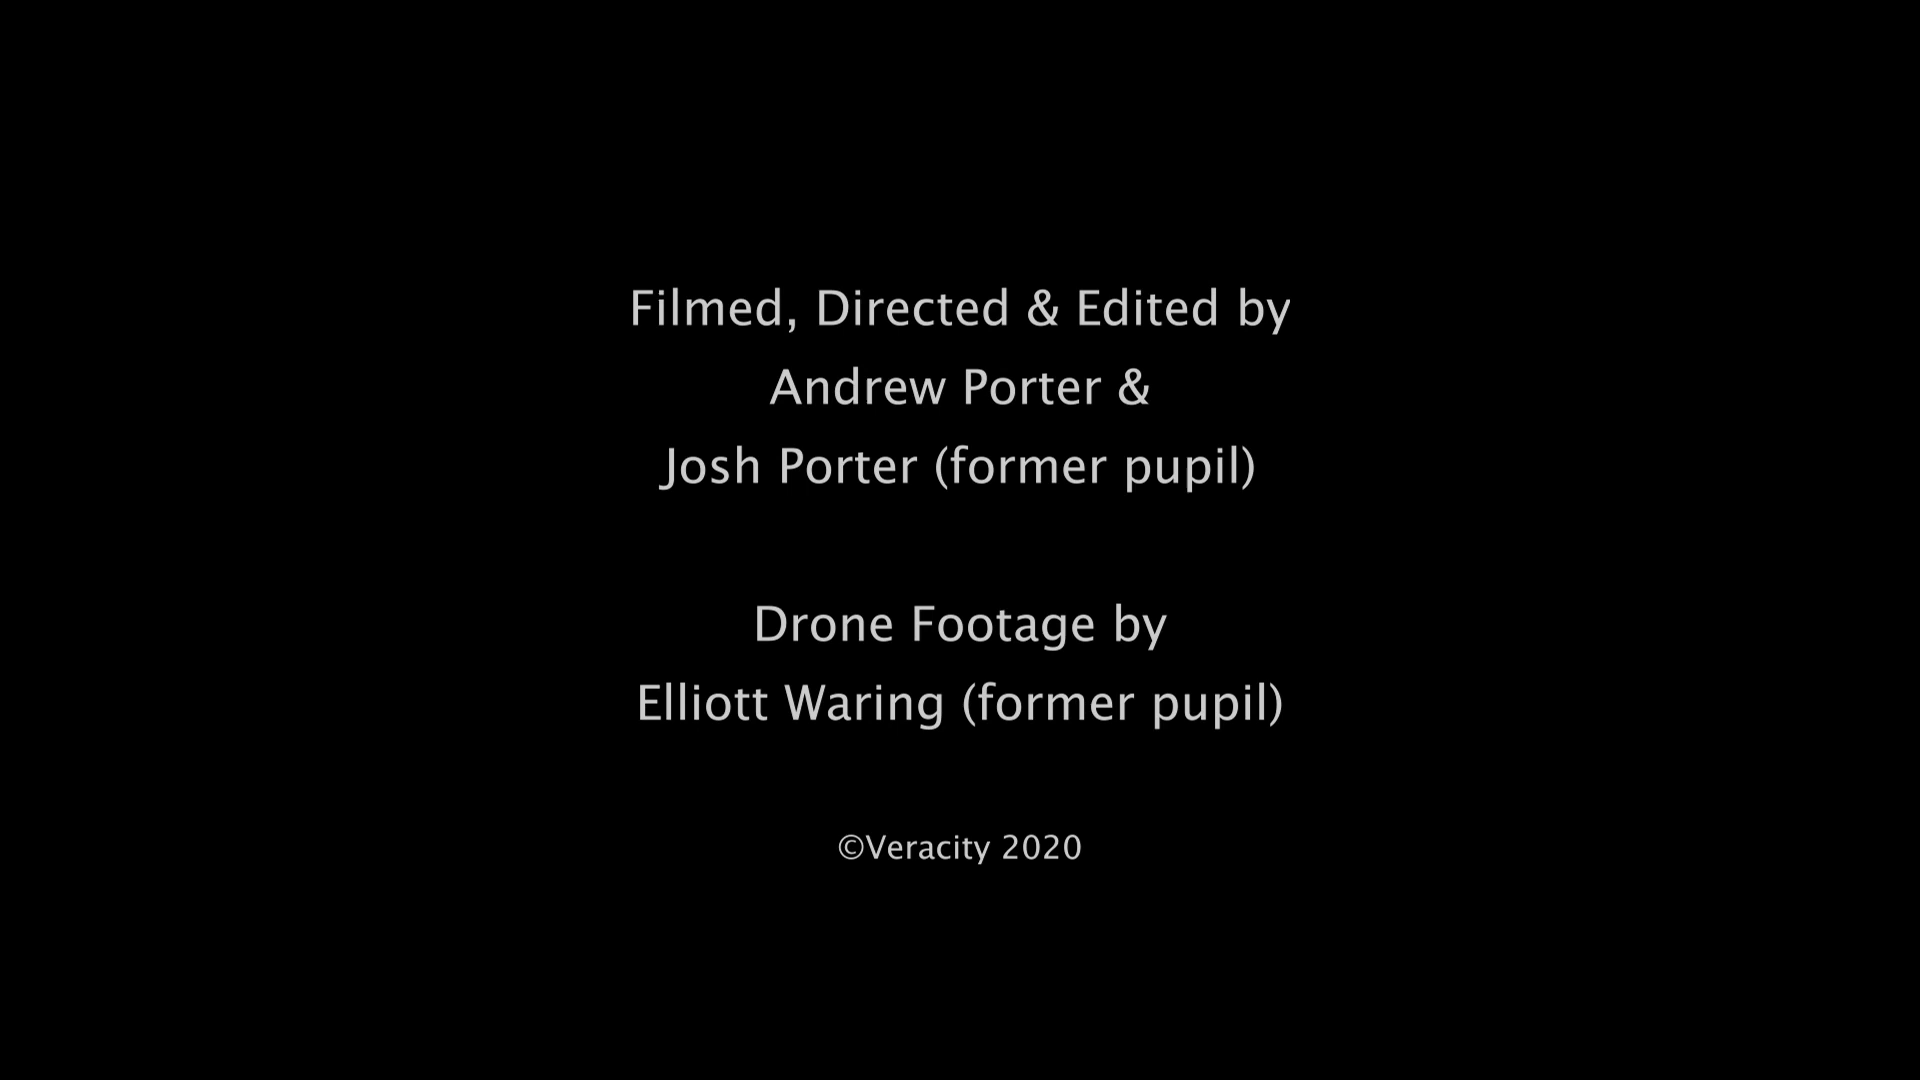 Filmed, Directed & Edited by
Andrew Porter &
Josh Porter (former pupil)
Drone Footage by
Elliott Waring (former pupil)
©Veracity 2020